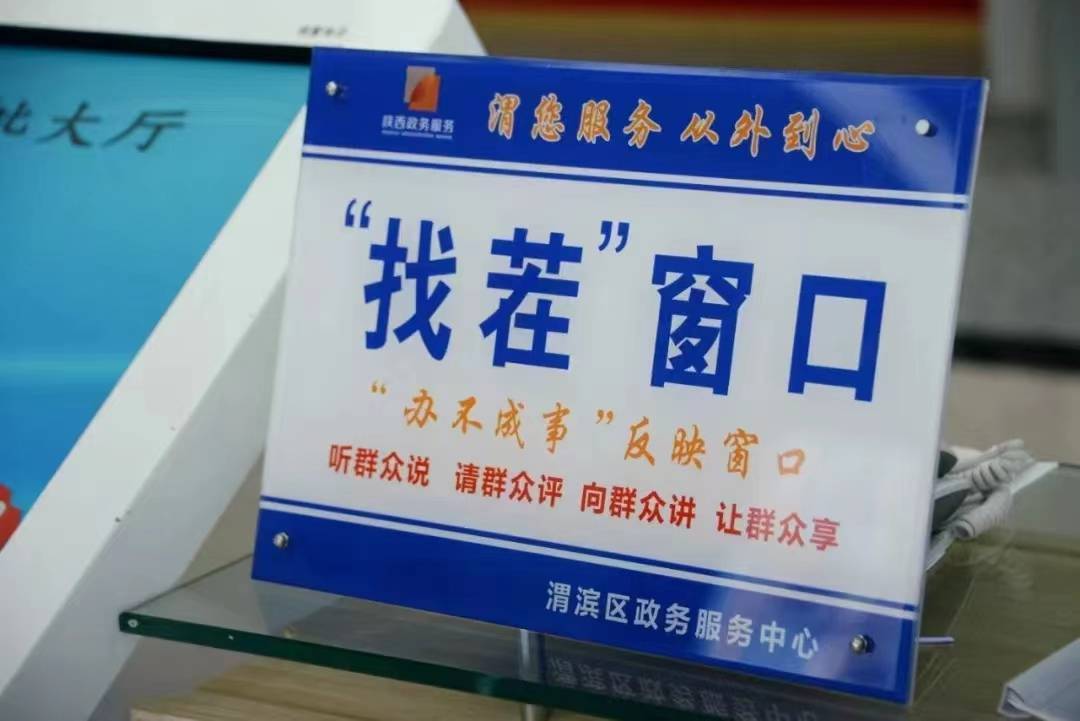 北大厅
陕西政务服务
渭您服务 从外到心
“找茬”窗口
“办不成事”反映窗口
听群众说 请群众评 向群众讲 让群众享
渭滨区政务服务中心